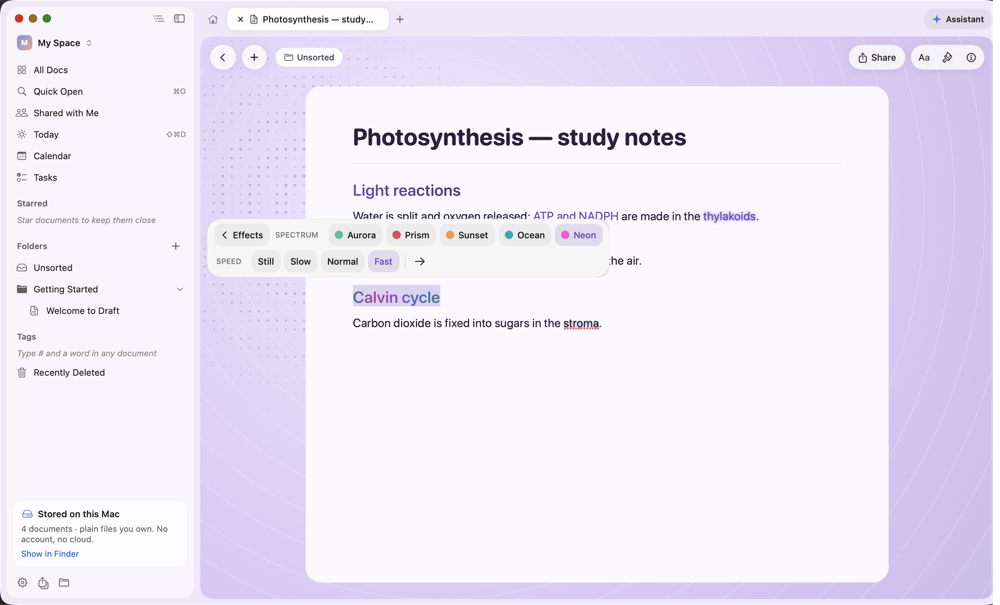 Photosynthesis — study...
Assistant
M My Space
All Docs
Quick Open ⌘O
Shared with Me
Today ⇧⌘D
Calendar
Tasks
Starred
Star documents to keep them close
Folders
Unsorted
Getting Started
Welcome to Draft
Tags
Type # and a word in any document
Recently Deleted
Stored on this Mac
4 documents · plain files you own. No
account, no cloud.
Show in Finder
Unsorted
Share
Aa
Photosynthesis — study notes
Light reactions
Water is split and oxygen released; ATP and NADPH are made in the thylakoids.
Effects SPECTRUM Aurora Prism Sunset Ocean Neon
SPEED Still Slow Normal Fast
the air.
Calvin cycle
Carbon dioxide is fixed into sugars in the stroma.